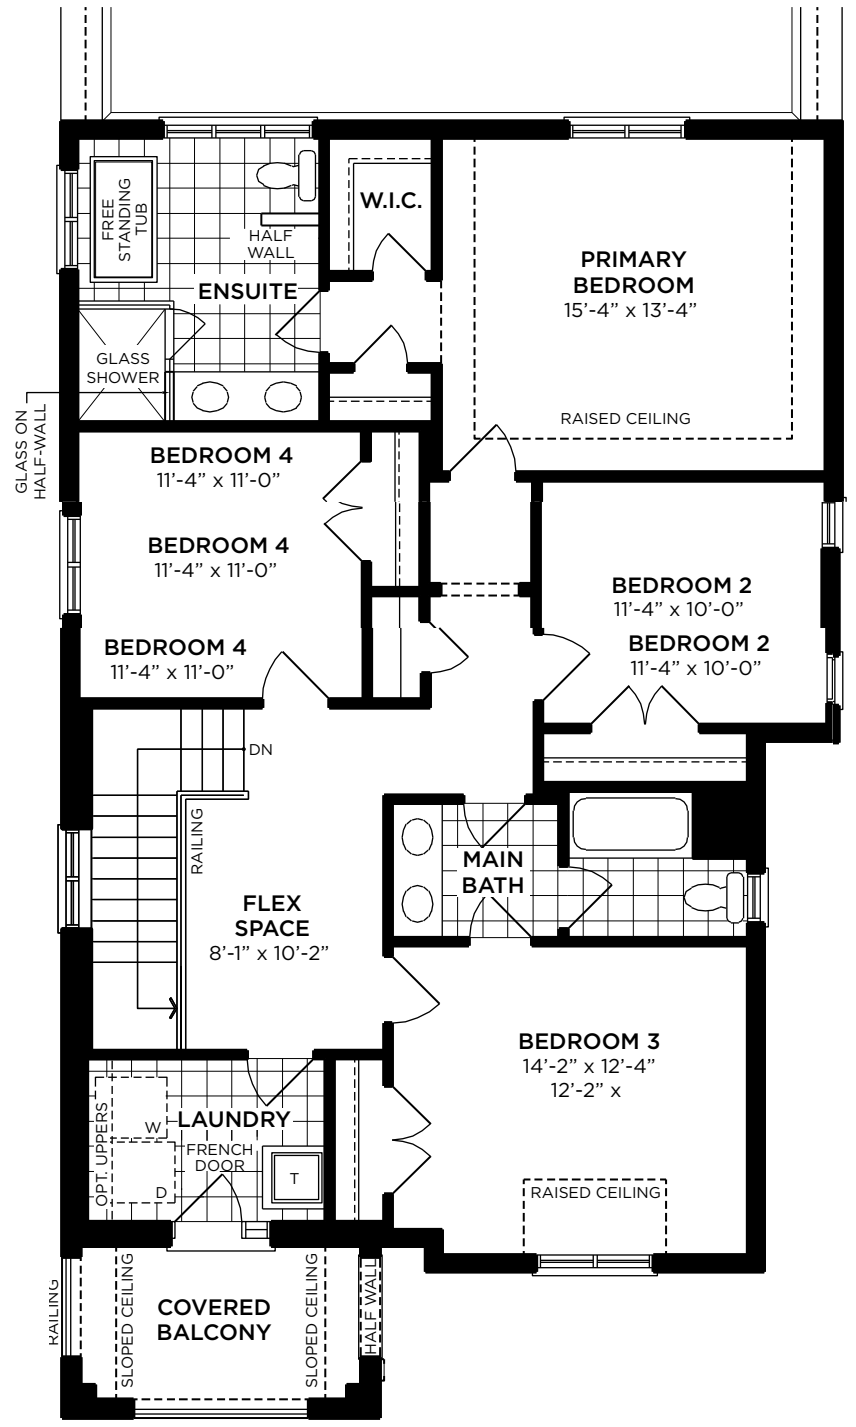 FREE
STANDING
TUB
HALF
WALL
W.I.C.
ENSUITE
PRIMARY
BEDROOM
15'-4" x 13'-4"
GLASS
SHOWER
RAISED CEILING
GLASS ON
HALF-WALL
BEDROOM 4
11'-4" x 11'-0"
BEDROOM 4
11'-4" x 11'-0"
BEDROOM 4
11'-4" x 11'-0"
BEDROOM 2
11'-4" x 10'-0"
BEDROOM 2
11'-4" x 10'-0"
DN
RAILING
MAIN
BATH
FLEX
SPACE
8'-1" x 10'-2"
BEDROOM 3
14'-2" x 12'-4"
12'-2" x
OPT. UPPERS
W
LAUNDRY
FRENCH
DOOR
D
T
RAISED CEILING
RAILING
SLOPED CEILING
COVERED
BALCONY
SLOPED CEILING
HALF WALL